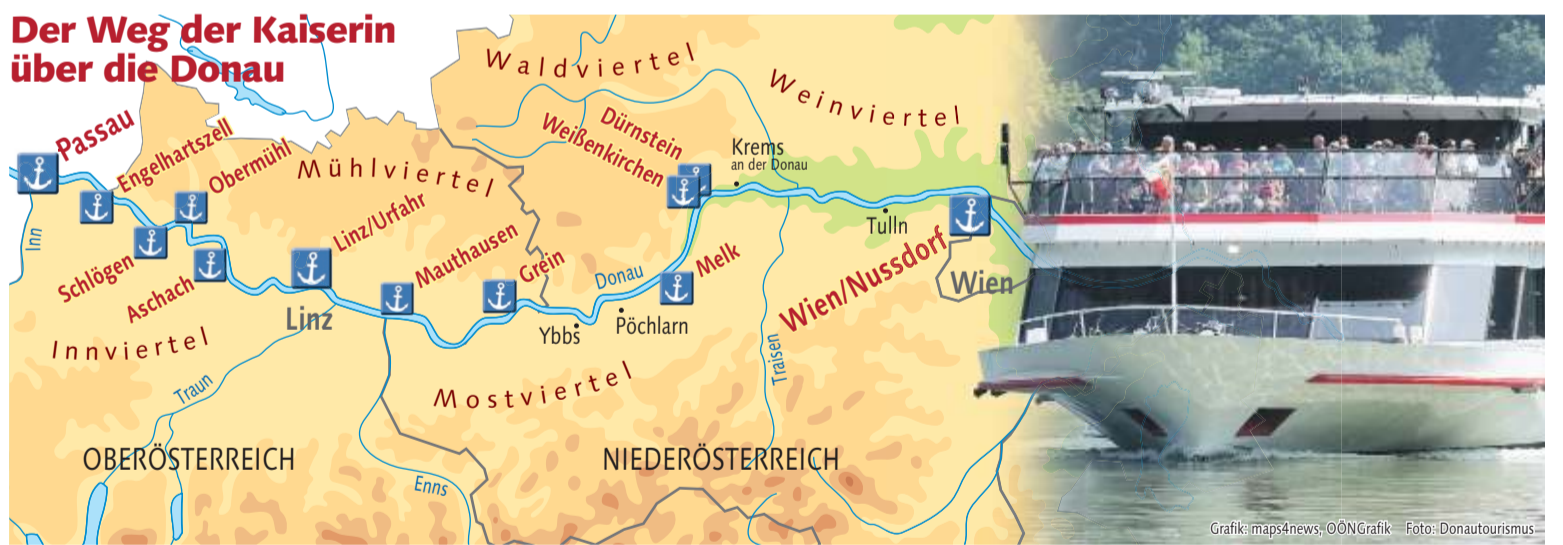 Der Weg der Kaiserin
über die Donau
Waldviertel
Weinviertel
Passau
Engelhartszell
Obermühl
Mühlviertel
Dürnstein
Weißenkirchen
Krems
an der Donau
Inn
Schlögen
Aschach
Linz/Urfahr
Mauthausen
Grein
Donau
Melk
Tulln
Wien/Nussdorf
Wien
Linz
Ybbs
Pöchlarn
Innviertel
Traun
Mostviertel
Traisen
OBERÖSTERREICH
NIEDERÖSTERREICH
Enns
Grafik: maps4news, OÖNGrafik Foto: Donautourismus